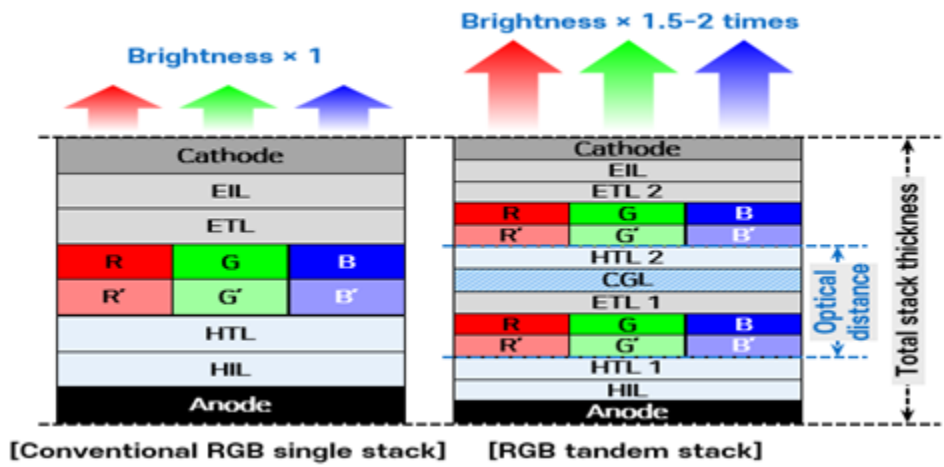 Brightness × 1
Cathode
EIL
ETL
R G B
R′ G′ B′
HTL
HIL
Anode
[Conventional RGB single stack]
Brightness × 1.5-2 times
Cathode
EIL
ETL 2
R G B
R′ G′ B′
HTL 2
CGL
ETL 1
R G B
R′ G′ B′
HTL 1
HIL
Anode
[RGB tandem stack]
Optical
distance
Total stack thickness